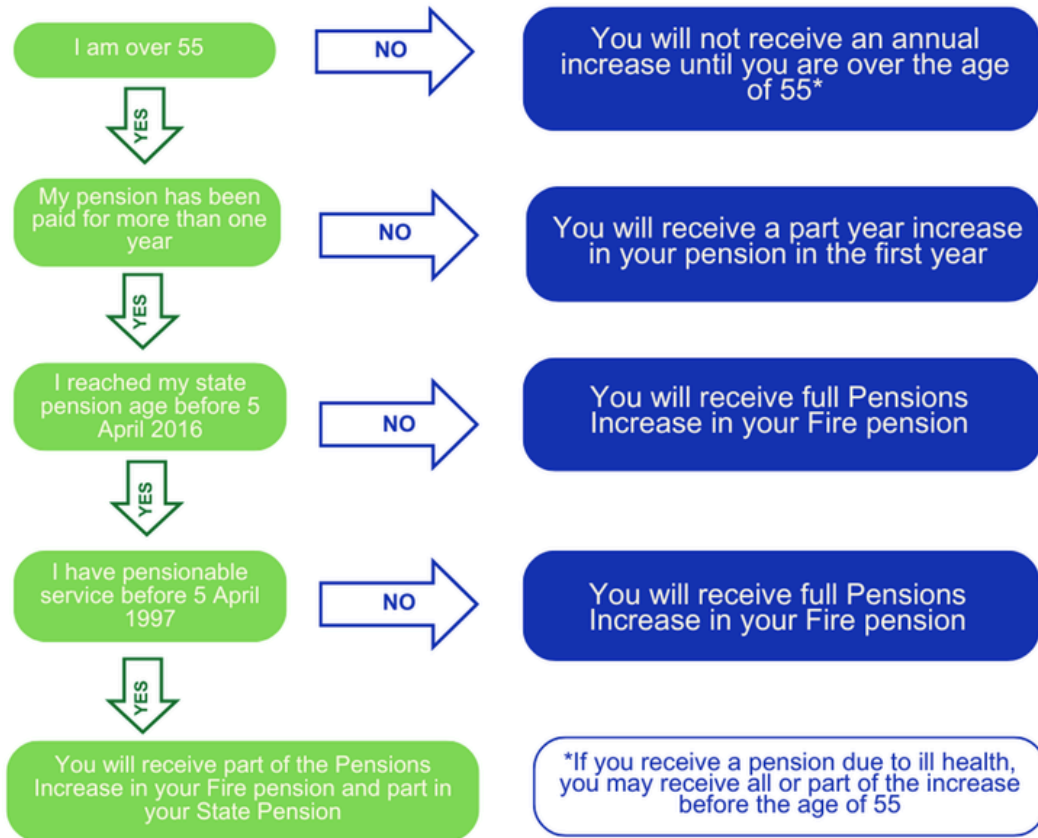 I am over 55
NO
You will not receive an annual
increase until you are over the age
of 55*
YES
My pension has been
paid for more than one
year
NO
You will receive a part year increase
in your pension in the first year
YES
I reached my state
pension age before 5
April 2016
NO
You will receive full Pensions
Increase in your Fire pension
YES
I have pensionable
service before 5 April
1997
NO
You will receive full Pensions
Increase in your Fire pension
YES
You will receive part of the Pensions
Increase in your Fire pension and part in
your State Pension
*If you receive a pension due to ill health,
you may receive all or part of the increase
before the age of 55